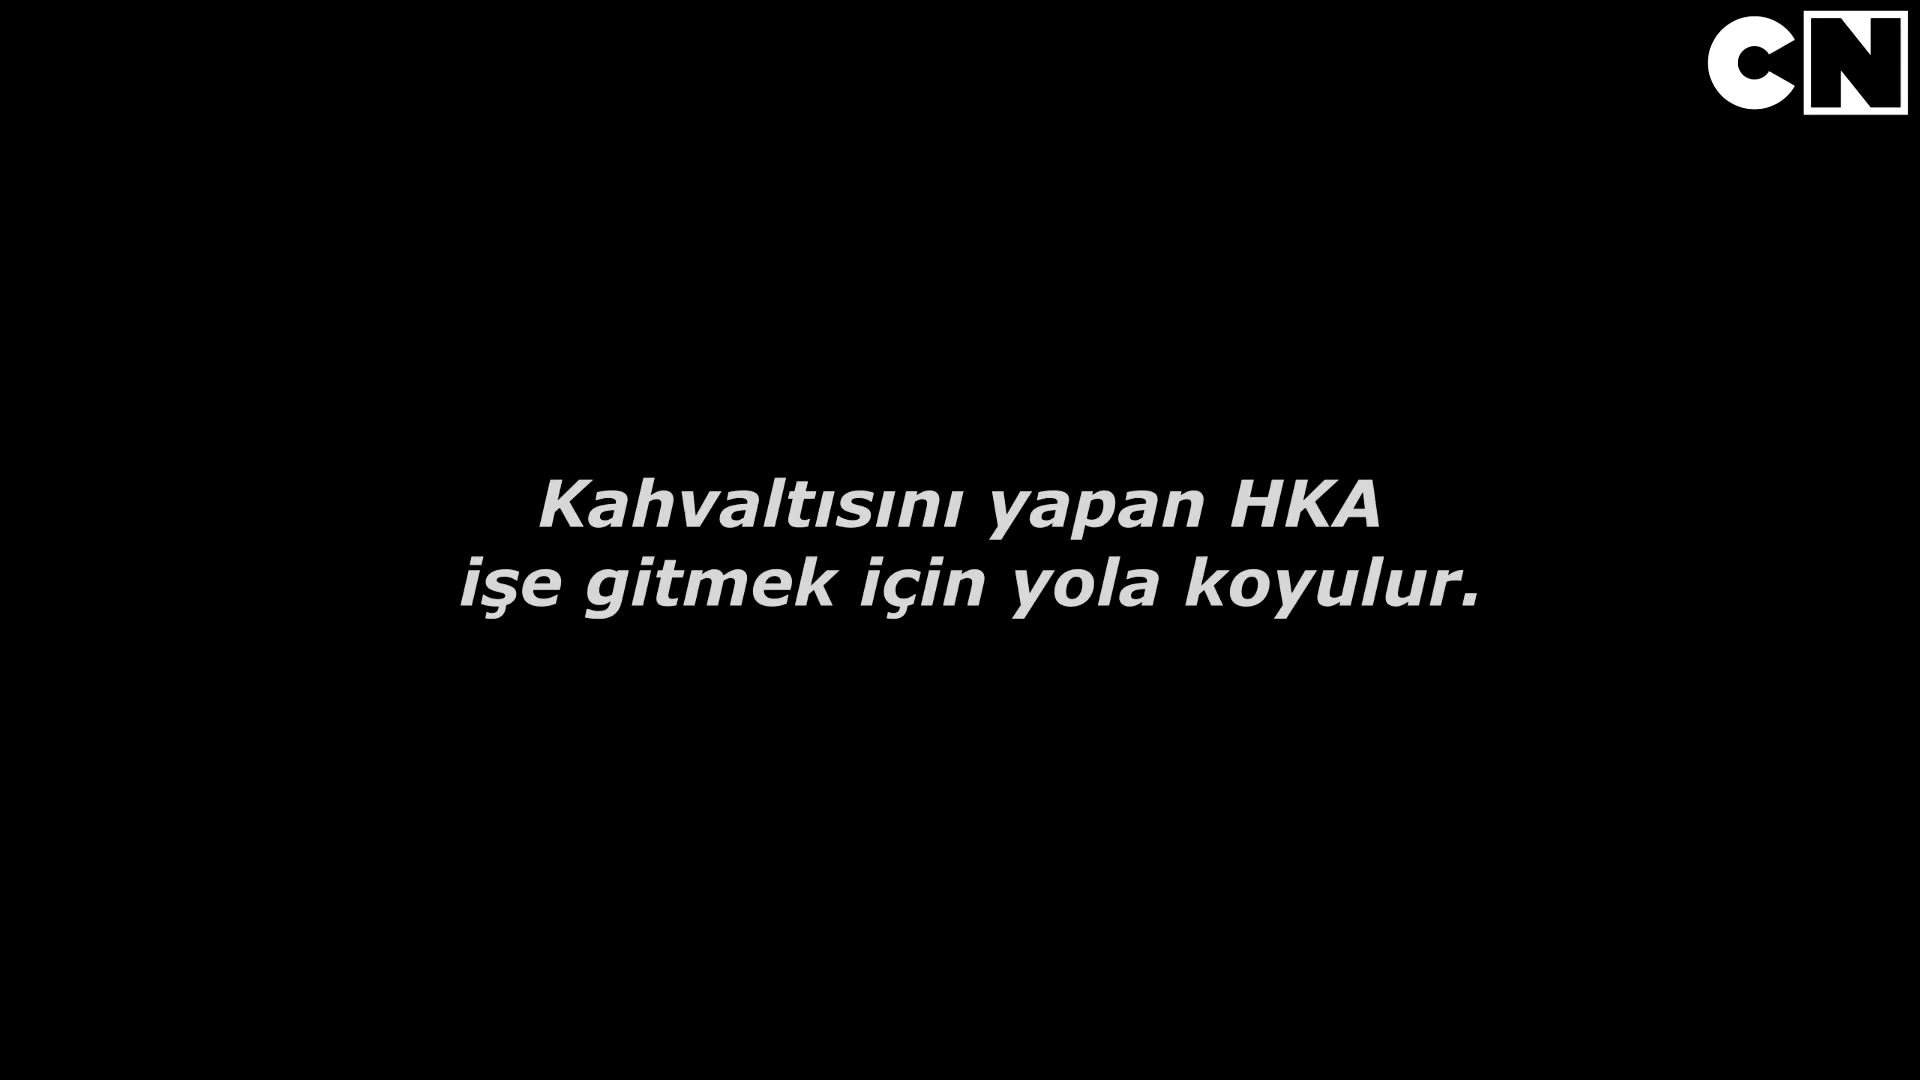 CN
Kahvaltısını yapan HKA
işe gitmek için yola koyulur.